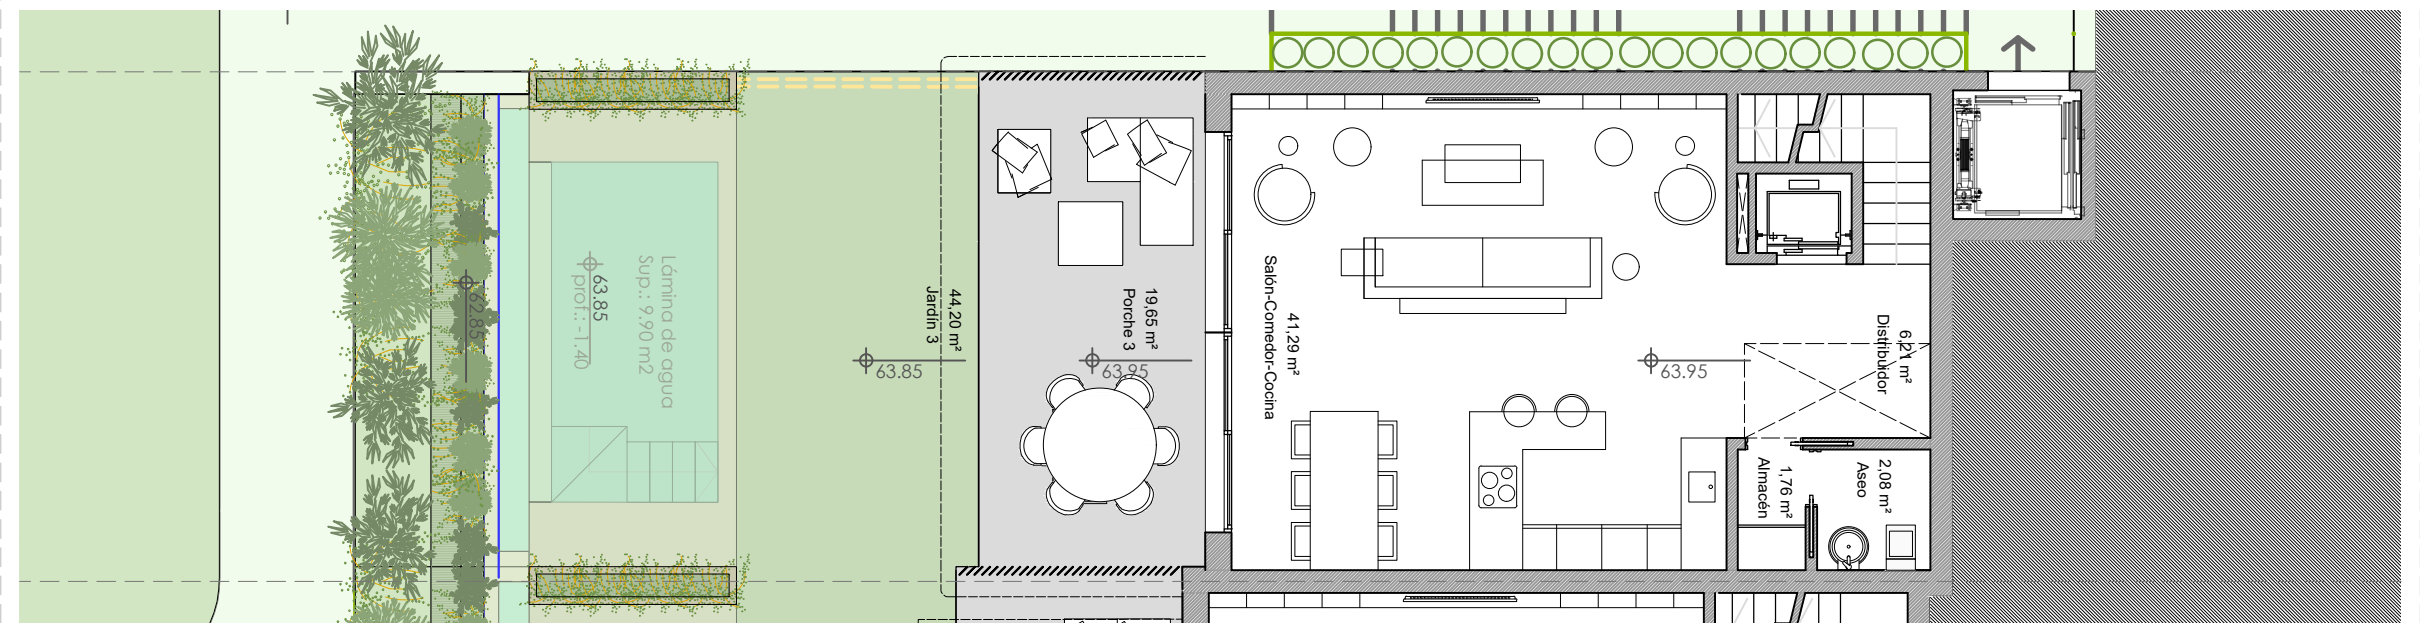 62.85
63.85
prof.: -1.40
Lámina de agua
Sup.: 9.90 m2
44,20 m²
Jardín 3
63.85
19,65 m²
Porche 3
63.95
41,29 m²
Salón-Comedor-Cocina
63.95
6,21 m²
Distribuidor
1,76 m²
Almacén
2,08 m²
Aseo